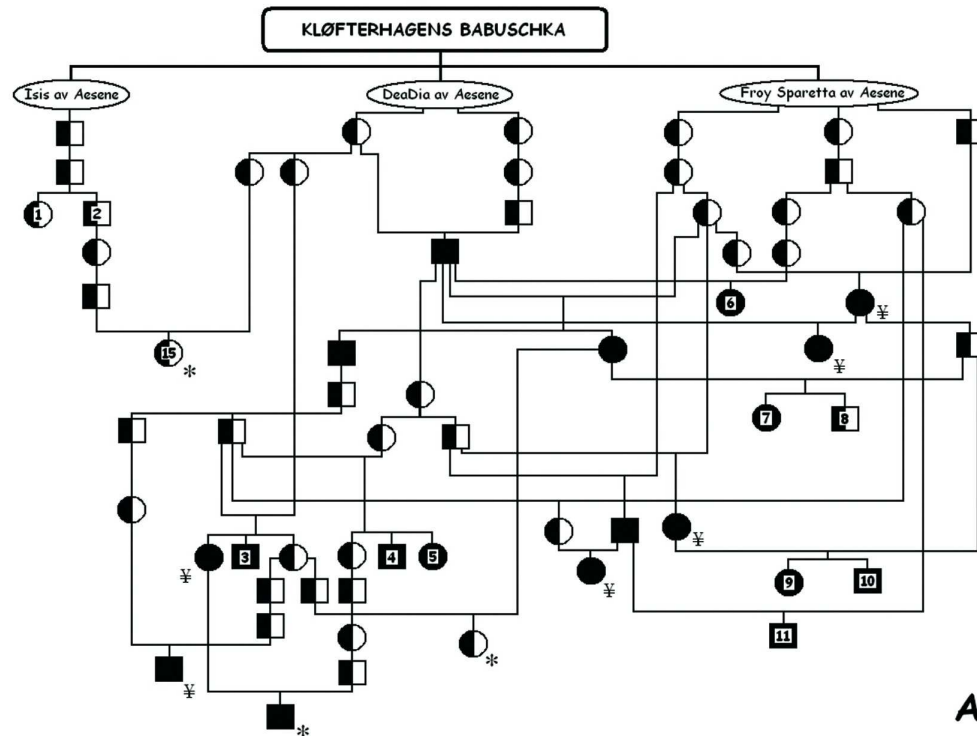 KLØFTERHAGENS BABUSCHKA
Isis av Aesene DeaDia av Aesene Froy Sparetta av Aesene
1 2
6
¥
15 * ¥
7 8
¥
¥ 3 4 5
¥ 9 10
11
*
¥
*
A